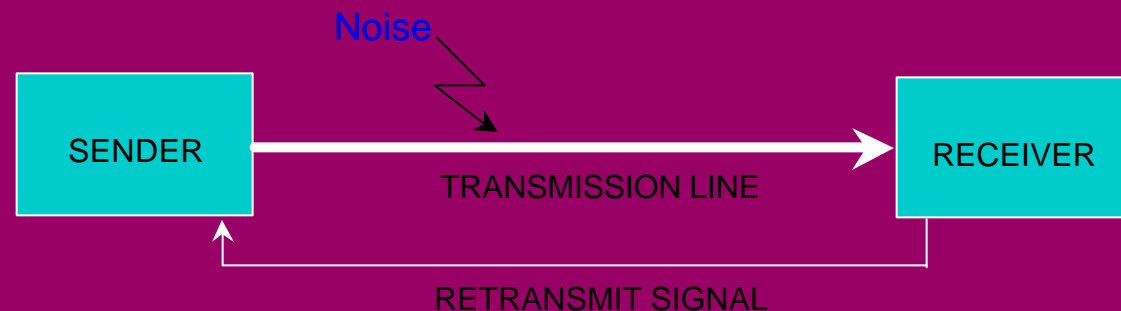 Noise
SENDER
RECEIVER
TRANSMISSION LINE
RETRANSMIT SIGNAL